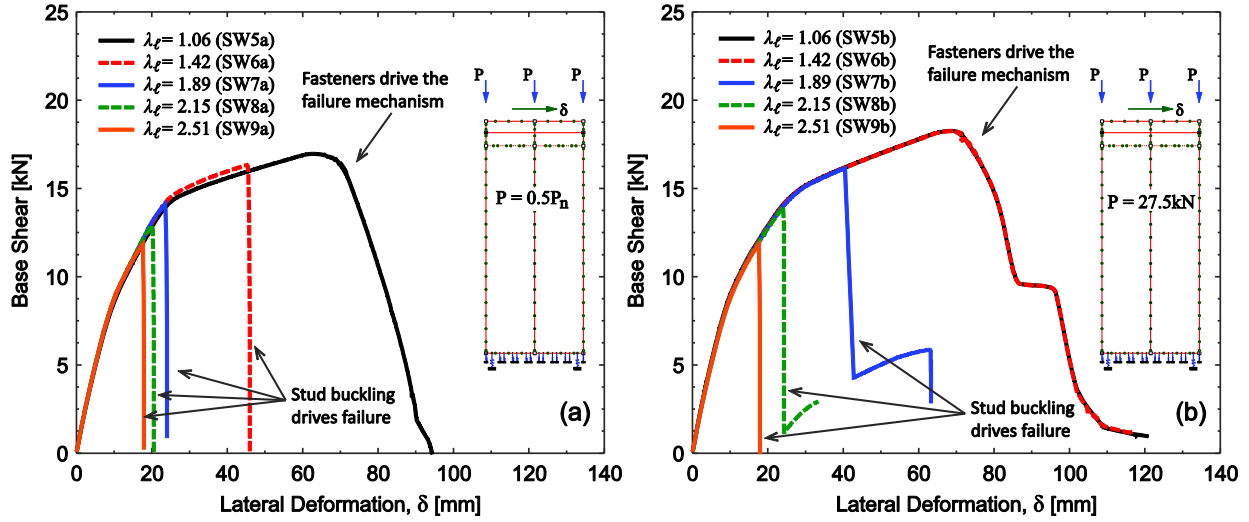 25
20
15
10
5
0
0
20
40
60
80
100
120
140
Base Shear [kN]
Lateral Deformation, δ [mm]
λℓ= 1.06 (SW5a)
λℓ= 1.42 (SW6a)
λℓ= 1.89 (SW7a)
λℓ= 2.15 (SW8a)
λℓ= 2.51 (SW9a)
Fasteners drive the
failure mechanism
P
P
P
δ
P = 0.5Pn
Stud buckling
drives failure
(a)
25
20
15
10
5
0
0
20
40
60
80
100
120
140
Base Shear [kN]
Lateral Deformation, δ [mm]
λℓ= 1.06 (SW5b)
λℓ= 1.42 (SW6b)
λℓ= 1.89 (SW7b)
λℓ= 2.15 (SW8b)
λℓ= 2.51 (SW9b)
Fasteners drive the
failure mechanism
P
P
P
δ
P = 27.5kN
Stud buckling
drives failure
(b)